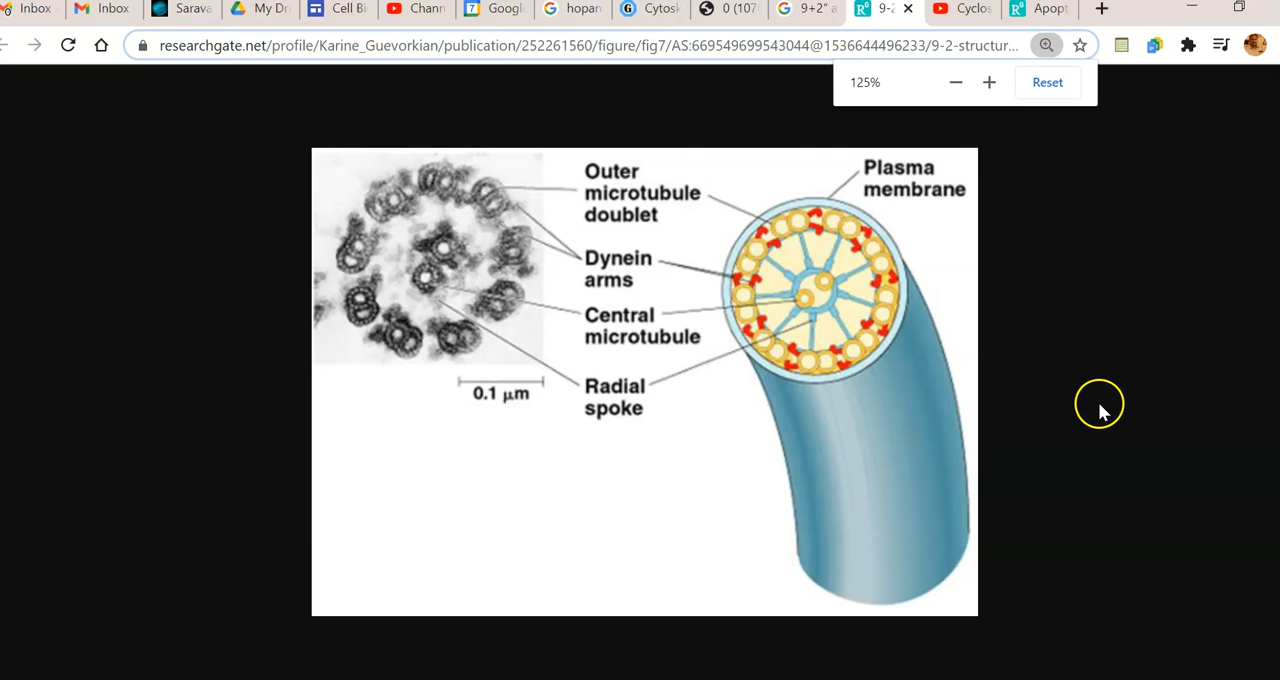 Inbox
Inbox
Sarava
My Dri
Cell Bi
Chann
Googl
hopan
Cytosk
0 (107
9+2" a
9-2
Cyclos
Apopt
researchgate.net/profile/Karine_Guevorkian/publication/252261560/figure/fig7/AS:669549699543044@1536644496233/9-2-structur...
125%
Reset
Outer
microtubule
doublet
Plasma
membrane
Dynein
arms
Central
microtubule
Radial
spoke
0.1 μm